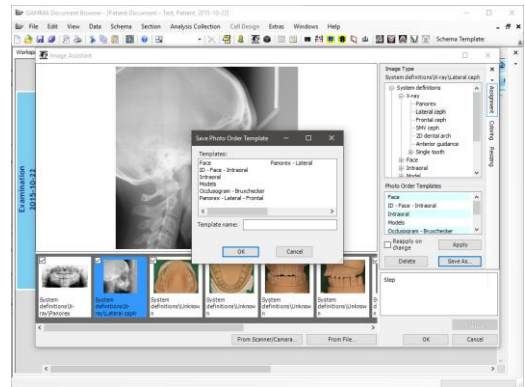 GAMMA Document Browser - [Patient Document - Test, Patient, 2015-10-22]
File Edit View Data Schema Section Analysis Collection Cell Design Extras Windows Help
Schema Template:
Workspa
Image Assistant
Examination
2015-10-22
Image Type
System definitions\X-ray\Lateral ceph
System definitions
X-ray
Panorex
Lateral ceph
Frontal ceph
SMV ceph
2D dental arch
Anterior guidance
Single tooth
Face
Intraoral
Model
Assignment
Coloring
Padding
Photo Order Templates
Face
ID - Face - Intraoral
Intraoral
Models
Occlusogram - Bruxchecker
Reapply on change
Apply
Delete
Save As...
Step
Save Photo Order Template
Templates:
Face Panorex - Lateral
ID - Face - Intraoral
Intraoral
Models
Occlusogram - Bruxchecker
Panorex - Lateral - Frontal
Template name:
OK Cancel
System definitions\X-ray\Panorex
System definitions\X-ray\Lateral ceph
System definitions\Unknown
System definitions\Unknown
System definitions\Unknown
System definitions\Unknown
From Scanner/Camera... From File...
OK Cancel